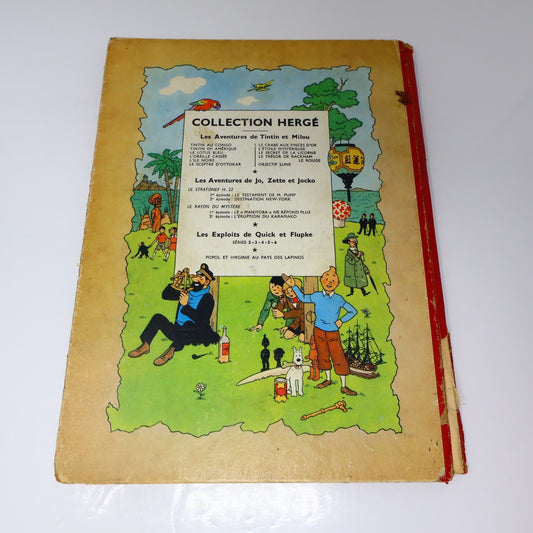 COLLECTION HERGÉ
Les Aventures de Tintin et Milou
TINTIN AU CONGO
TINTIN EN AMÉRIQUE
LE LOTUS BLEU
L'OREILLE CASSÉE
L'ILE NOIRE
LE SCEPTRE D'OTTOKAR
LE CRABE AUX PINCES D'OR
L'ÉTOILE MYSTÉRIEUSE
LE SECRET DE LA LICORNE
LE TRÉSOR DE RACKHAM
LE ROUGE
OBJECTIF LUNE
Les Aventures de Jo, Zette et Jocko
LE STRATONEF H. 22
1er épisode : LE TESTAMENT DE M. PUMP
2e épisode : DESTINATION NEW-YORK
LE RAYON DU MYSTÈRE
1er épisode : LE « MANITOBA » NE RÉPOND PLUS
2e épisode : L'ÉRUPTION DU KARAMAKO
Les Exploits de Quick et Flupke
SÉRIES 2 - 3 - 4 - 5 - 6
POPOL ET VIRGINIE AU PAYS DES LAPINOS